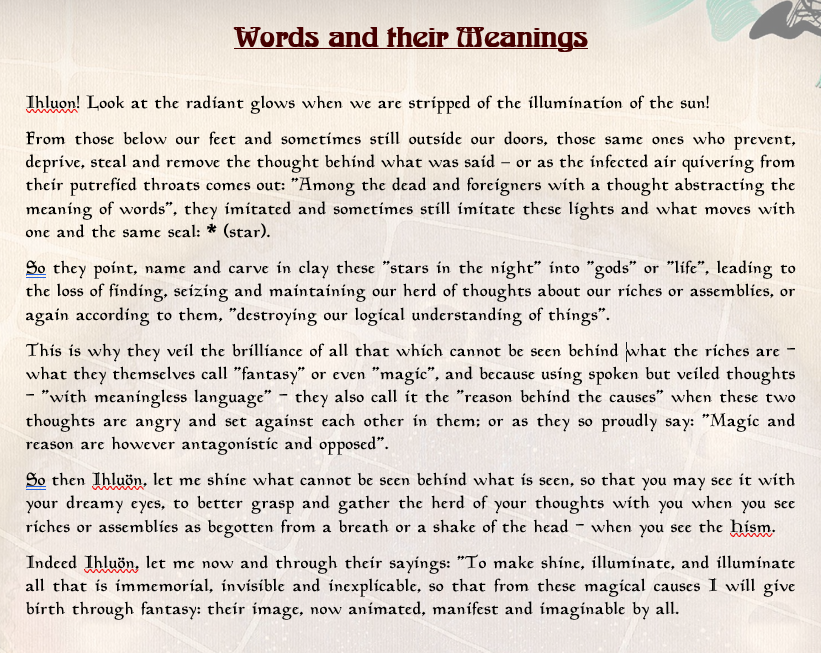 Words and their Meanings
Ihluon! Look at the radiant glows when we are stripped of the illumination of the sun!
From those below our feet and sometimes still outside our doors, those same ones who prevent,
deprive, steal and remove the thought behind what was said – or as the infected air quivering from
their putrefied throats comes out: "Among the dead and foreigners with a thought abstracting the
meaning of words", they imitated and sometimes still imitate these lights and what moves with
one and the same seal: * (star).
So they point, name and carve in clay these "stars in the night" into "gods" or "life", leading to
the loss of finding, seizing and maintaining our herd of thoughts about our riches or assemblies, or
again according to them, "destroying our logical understanding of things".
This is why they veil the brilliance of all that which cannot be seen behind what the riches are –
what they themselves call "fantasy" or even "magic", and because using spoken but veiled thoughts
– "with meaningless language" – they also call it the "reason behind the causes" when these two
thoughts are angry and set against each other in them; or as they so proudly say: "Magic and
reason are however antagonistic and opposed".
So then Ihluön, let me shine what cannot be seen behind what is seen, so that you may see it with
your dreamy eyes, to better grasp and gather the herd of your thoughts with you when you see
riches or assemblies as begotten from a breath or a shake of the head – when you see the hísm.
Indeed Ihluön, let me now and through their sayings: "To make shine, illuminate, and illuminate
all that is immemorial, invisible and inexplicable, so that from these magical causes I will give
birth through fantasy: their image, now animated, manifest and imaginable by all.